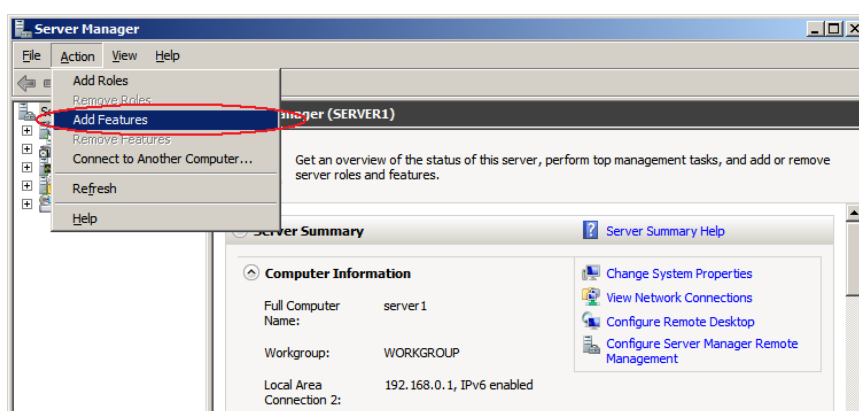 Server Manager
File Action View Help
Add Roles
Remove Roles
Add Features
Remove Features
Connect to Another Computer...
Refresh
Help
anager (SERVER1)
Get an overview of the status of this server, perform top management tasks, and add or remove
server roles and features.
Server Summary
Server Summary Help
Computer Information
Change System Properties
View Network Connections
Configure Remote Desktop
Configure Server Manager Remote
Management
Full Computer
Name:
server1
Workgroup:
WORKGROUP
Local Area
Connection 2:
192.168.0.1, IPv6 enabled